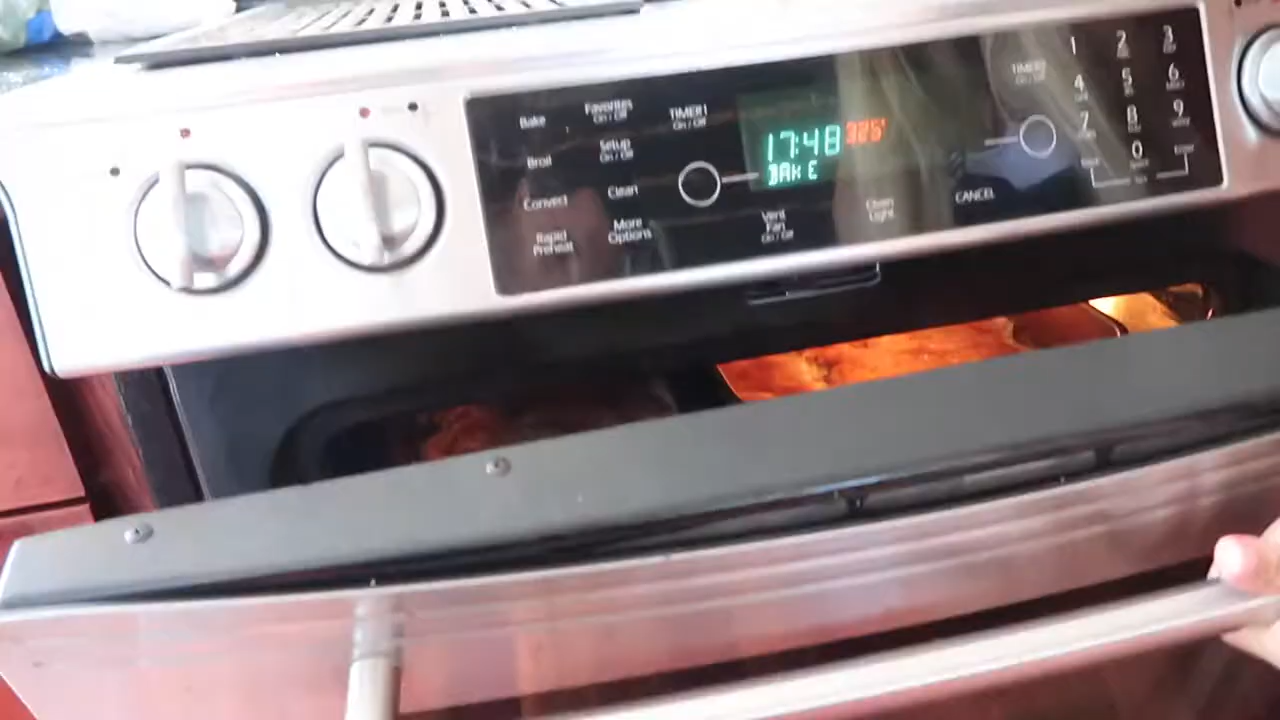 Bake
Favorites
On / Off
TIMER1
On / Off
Broil
Setup
On / Off
Convect
Clean
Rapid
Preheat
More
Options
17:48 325°
BAKE
Vent
Fan
On / Off
Oven
Light
TIMER2
On / Off
CANCEL
1 2 3
4 5 6
7 8 9
0